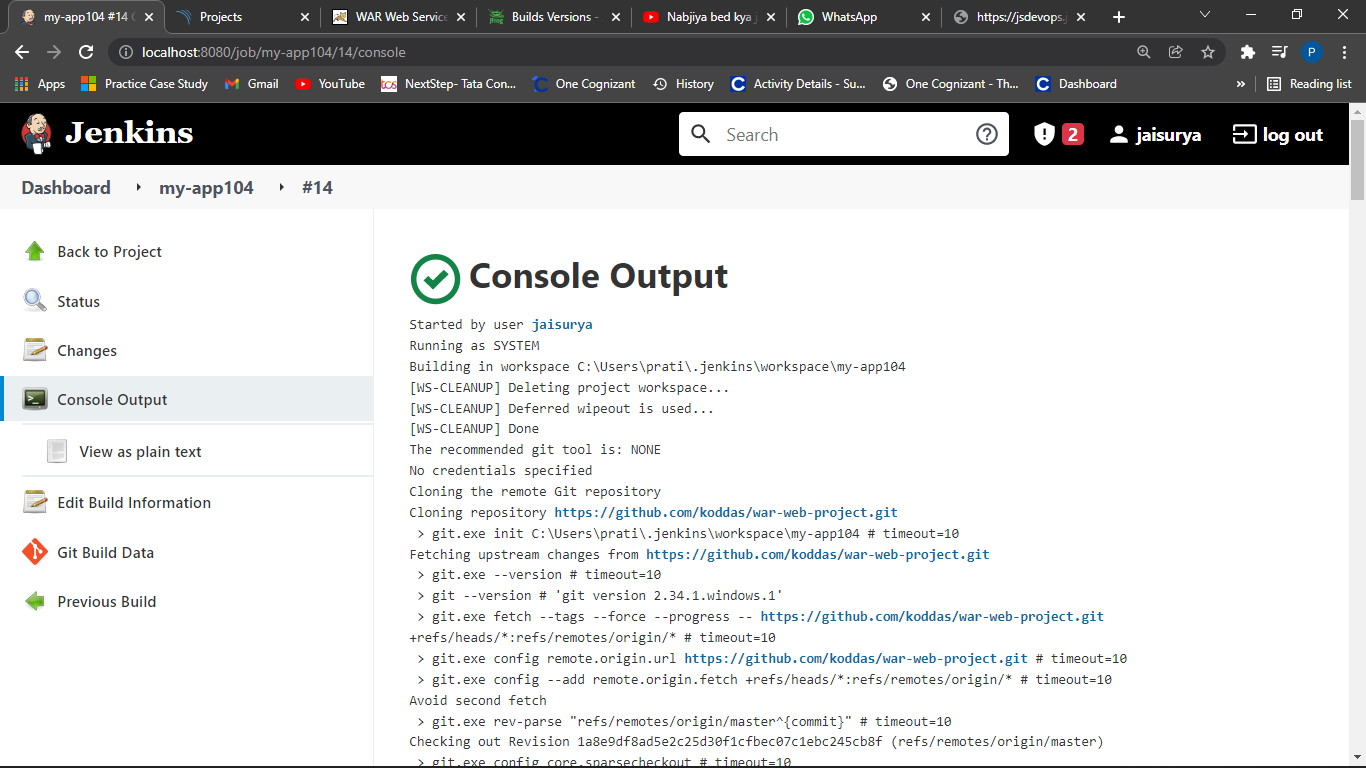 my-app104 #14
Projects
WAR Web Service
Builds Versions -
Nabjiya bed kya
WhatsApp
https://jsdevops.
localhost:8080/job/my-app104/14/console
P
Apps
Practice Case Study
Gmail
YouTube
NextStep- Tata Con...
One Cognizant
History
Activity Details - Su...
One Cognizant - Th...
Dashboard
»
Reading list
Jenkins
Search
2
jaisurya
log out
Dashboard
my-app104
#14
Back to Project
Status
Changes
Console Output
View as plain text
Edit Build Information
Git Build Data
Previous Build
Console Output
Started by user jaisurya
Running as SYSTEM
Building in workspace C:\Users\prati\.jenkins\workspace\my-app104
[WS-CLEANUP] Deleting project workspace...
[WS-CLEANUP] Deferred wipeout is used...
[WS-CLEANUP] Done
The recommended git tool is: NONE
No credentials specified
Cloning the remote Git repository
Cloning repository https://github.com/koddas/war-web-project.git
> git.exe init C:\Users\prati\.jenkins\workspace\my-app104 # timeout=10
Fetching upstream changes from https://github.com/koddas/war-web-project.git
> git.exe --version # timeout=10
> git --version # 'git version 2.34.1.windows.1'
> git.exe fetch --tags --force --progress -- https://github.com/koddas/war-web-project.git
+refs/heads/*:refs/remotes/origin/* # timeout=10
> git.exe config remote.origin.url https://github.com/koddas/war-web-project.git # timeout=10
> git.exe config --add remote.origin.fetch +refs/heads/*:refs/remotes/origin/* # timeout=10
Avoid second fetch
> git.exe rev-parse "refs/remotes/origin/master^{commit}" # timeout=10
Checking out Revision 1a8e9df8ad5e2c25d30f1cfbec07c1ebc245cb8f (refs/remotes/origin/master)
> git.exe config core.sparsecheckout # timeout=10